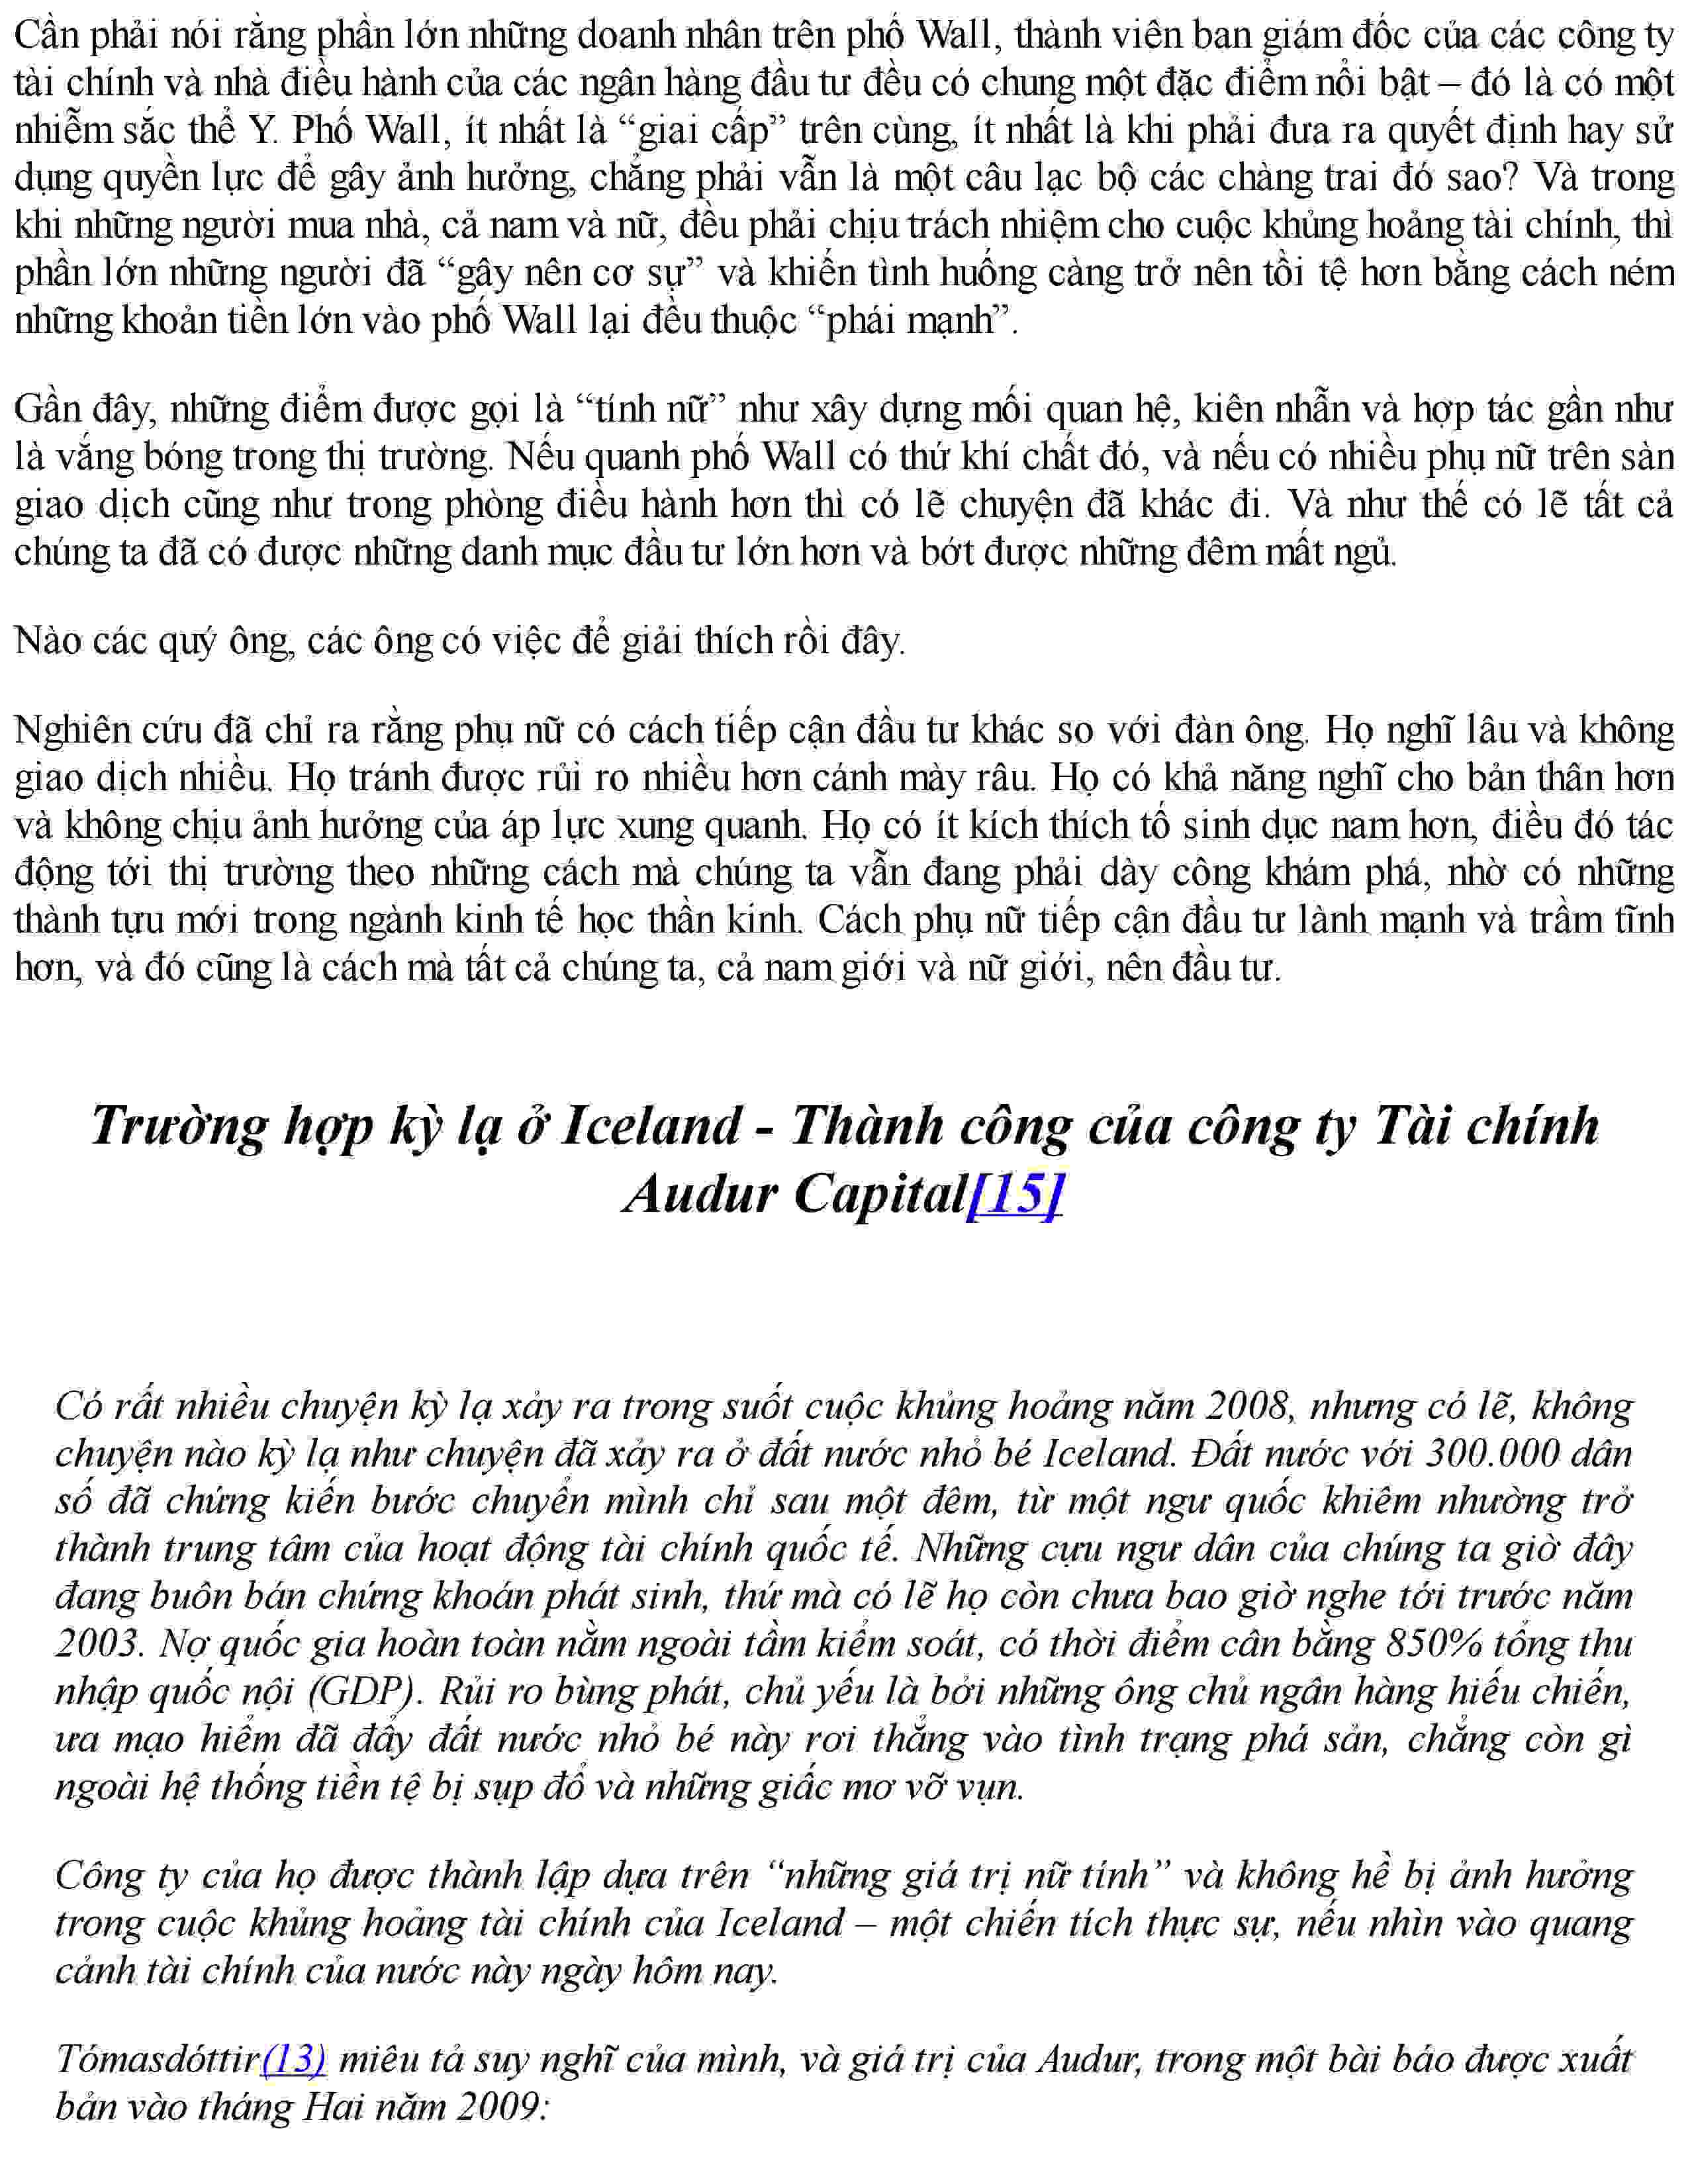 Cần phải nói rằng phần lớn những doanh nhân trên phố Wall, thành viên ban giám đốc của các công ty
tài chính và nhà điều hành của các ngân hàng đầu tư đều có chung một đặc điểm nổi bật – đó là có một
nhiễm sắc thể Y. Phố Wall, ít nhất là “giai cấp” trên cùng, ít nhất là khi phải đưa ra quyết định hay sử
dụng quyền lực để gây ảnh hưởng, chẳng phải vẫn là một câu lạc bộ các chàng trai đó sao? Và trong
khi những người mua nhà, cả nam và nữ, đều phải chịu trách nhiệm cho cuộc khủng hoảng tài chính, thì
phần lớn những người đã “gây nên cơ sự” và khiến tình huống càng trở nên tồi tệ hơn bằng cách ném
những khoản tiền lớn vào phố Wall lại đều thuộc “phái mạnh”.
Gần đây, những điểm được gọi là “tính nữ” như xây dựng mối quan hệ, kiên nhẫn và hợp tác gần như
là vắng bóng trong thị trường. Nếu quanh phố Wall có thứ khí chất đó, và nếu có nhiều phụ nữ trên sàn
giao dịch cũng như trong phòng điều hành hơn thì có lẽ chuyện đã khác đi. Và như thế có lẽ tất cả
chúng ta đã có được những danh mục đầu tư lớn hơn và bớt được những đêm mất ngủ.
Nào các quý ông, các ông có việc để giải thích rồi đây.
Nghiên cứu đã chỉ ra rằng phụ nữ có cách tiếp cận đầu tư khác so với đàn ông. Họ nghĩ lâu và không
giao dịch nhiều. Họ tránh được rủi ro nhiều hơn cánh mày râu. Họ có khả năng nghĩ cho bản thân hơn
và không chịu ảnh hưởng của áp lực xung quanh. Họ có ít kích thích tố sinh dục nam hơn, điều đó tác
động tới thị trường theo những cách mà chúng ta vẫn đang phải dày công khám phá, nhờ có những
thành tựu mới trong ngành kinh tế học thần kinh. Cách phụ nữ tiếp cận đầu tư lành mạnh và trầm tĩnh
hơn, và đó cũng là cách mà tất cả chúng ta, cả nam giới và nữ giới, nên đầu tư.
Trường hợp kỳ lạ ở Iceland - Thành công của công ty Tài chính
Audur Capital[15]
Có rất nhiều chuyện kỳ lạ xảy ra trong suốt cuộc khủng hoảng năm 2008, nhưng có lẽ, không
chuyện nào kỳ lạ như chuyện đã xảy ra ở đất nước nhỏ bé Iceland. Đất nước với 300.000 dân
số đã chứng kiến bước chuyển mình chỉ sau một đêm, từ một ngư quốc khiêm nhường trở
thành trung tâm của hoạt động tài chính quốc tế. Những cựu ngư dân của chúng ta giờ đây
đang buôn bán chứng khoán phát sinh, thứ mà có lẽ họ còn chưa bao giờ nghe tới trước năm
2003. Nợ quốc gia hoàn toàn nằm ngoài tầm kiểm soát, có thời điểm cân bằng 850% tổng thu
nhập quốc nội (GDP). Rủi ro bùng phát, chủ yếu là bởi những ông chủ ngân hàng hiếu chiến,
ưa mạo hiểm đã đẩy đất nước nhỏ bé này rơi thẳng vào tình trạng phá sản, chẳng còn gì
ngoài hệ thống tiền tệ bị sụp đổ và những giấc mơ vỡ vụn.
Công ty của họ được thành lập dựa trên “những giá trị nữ tính” và không hề bị ảnh hưởng
trong cuộc khủng hoảng tài chính của Iceland – một chiến tích thực sự, nếu nhìn vào quang
cảnh tài chính của nước này ngày hôm nay.
Tómasdóttir(13) miêu tả suy nghĩ của mình, và giá trị của Audur, trong một bài báo được xuất
bản vào tháng Hai năm 2009: